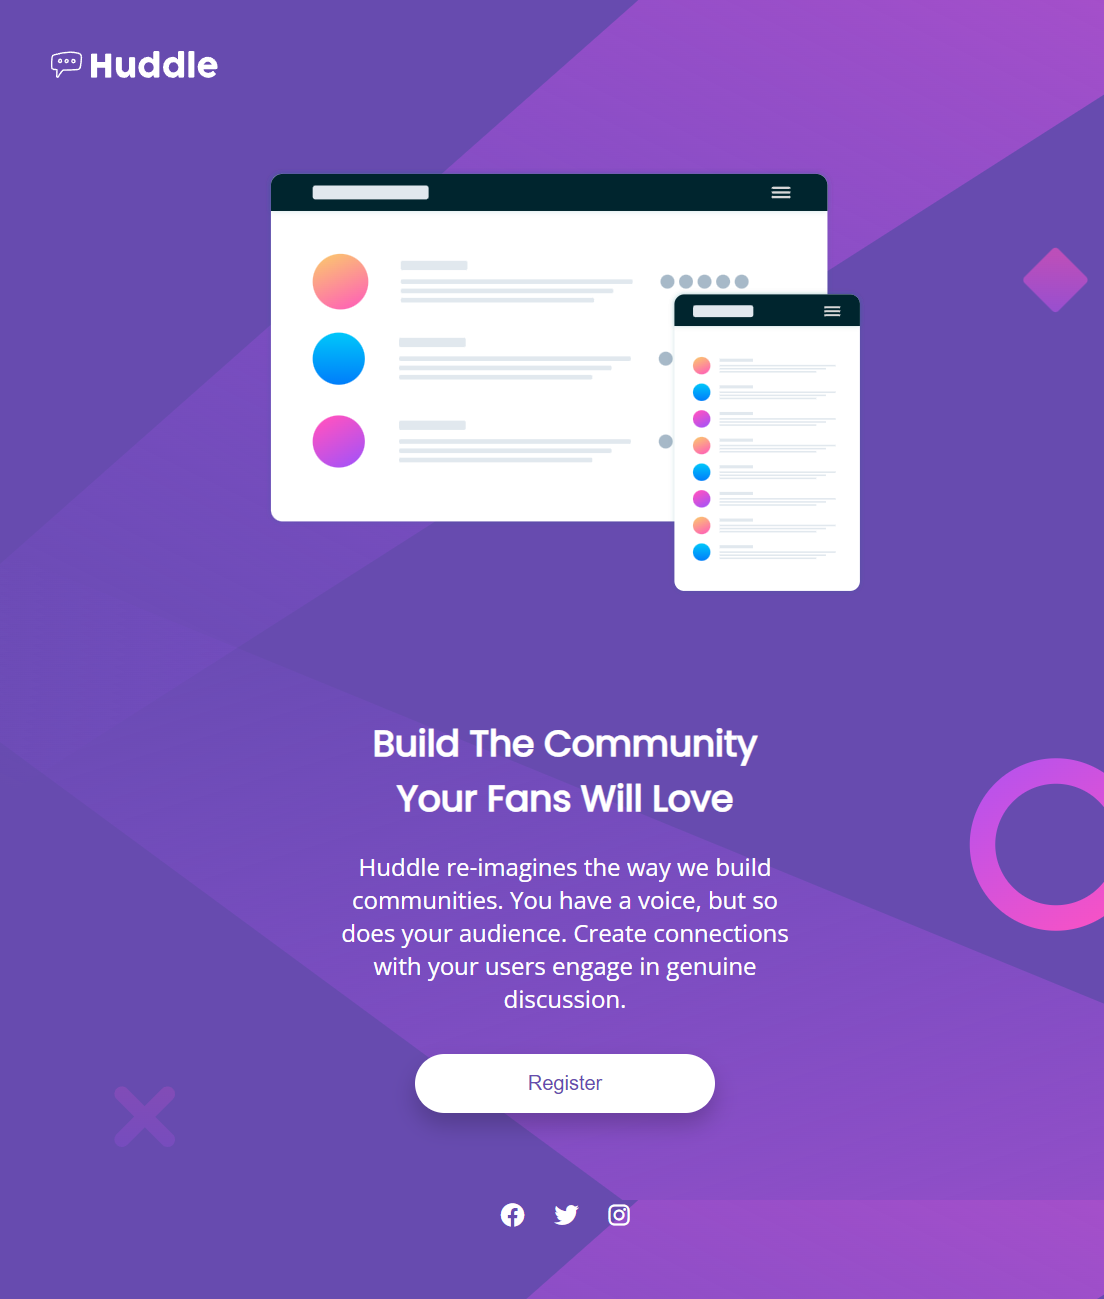 Huddle
Build The Community
Your Fans Will Love
Huddle re-imagines the way we build
communities. You have a voice, but so
does your audience. Create connections
with your users engage in genuine
discussion.
Register